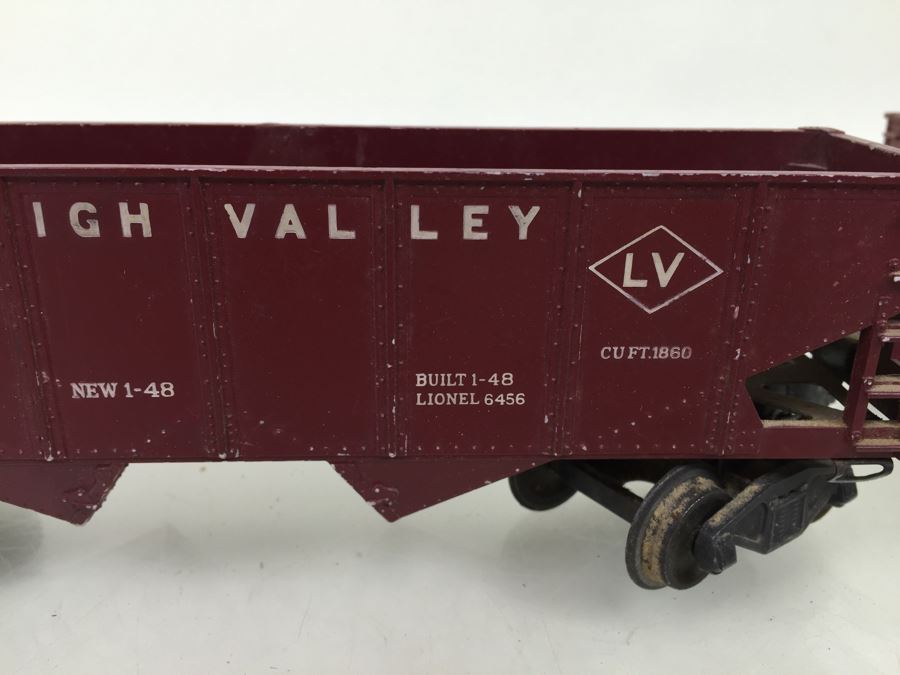 IGH VALLEY
LV
CU FT. 1860
NEW 1-48
BUILT 1-48
LIONEL 6456